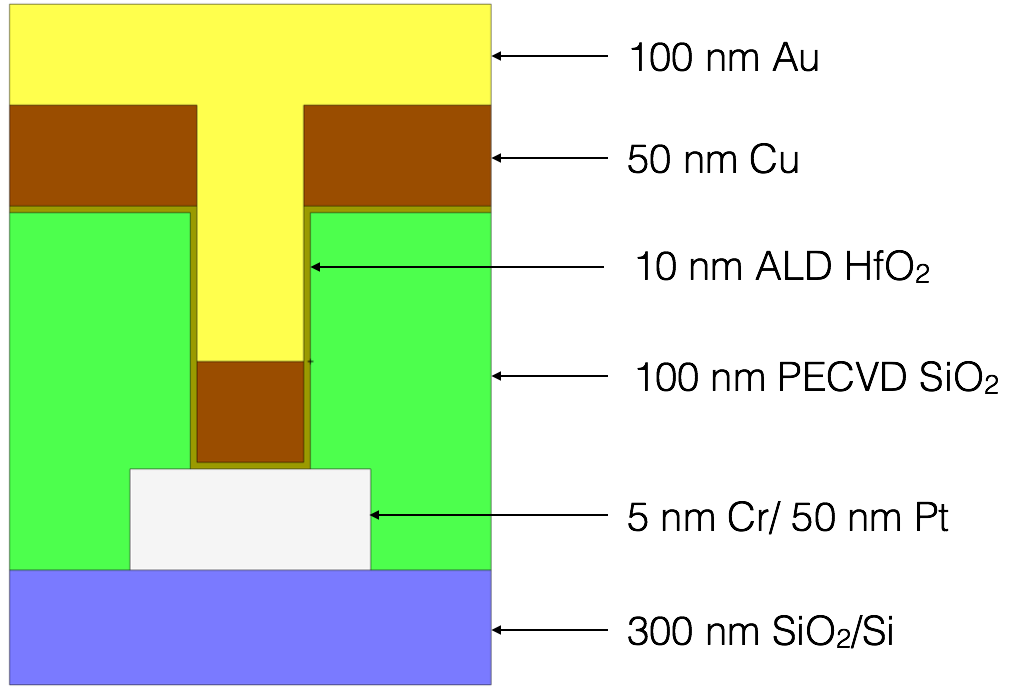 100 nm Au
50 nm Cu
10 nm ALD HfO₂
100 nm PECVD SiO₂
5 nm Cr/ 50 nm Pt
300 nm SiO₂/Si